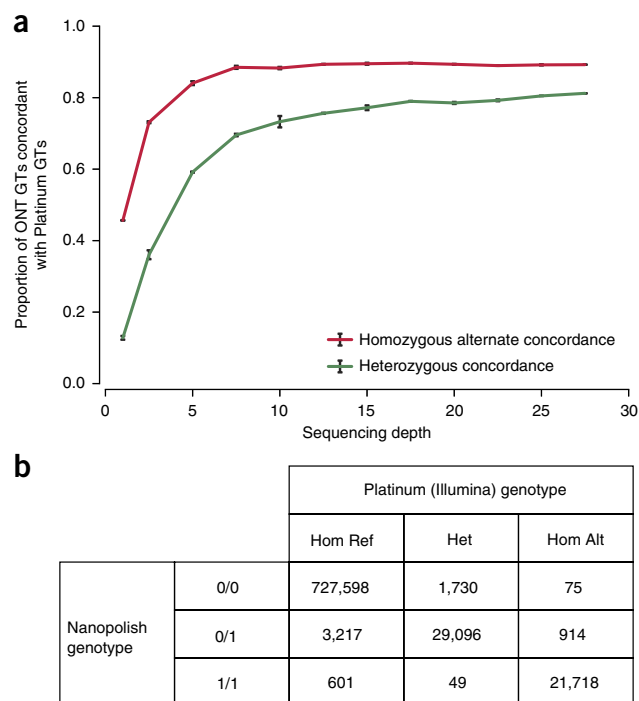 a
Proportion of ONT GTs concordant
with Platinum GTs
1.0
0.8
0.6
0.4
0.2
0.0
Homozygous alternate concordance
Heterozygous concordance
0 5 10 15 20 25 30
Sequencing depth
b
Platinum (Illumina) genotype
Hom Ref Het Hom Alt
Nanopolish
genotype
0/0 727,598 1,730 75
0/1 3,217 29,096 914
1/1 601 49 21,718